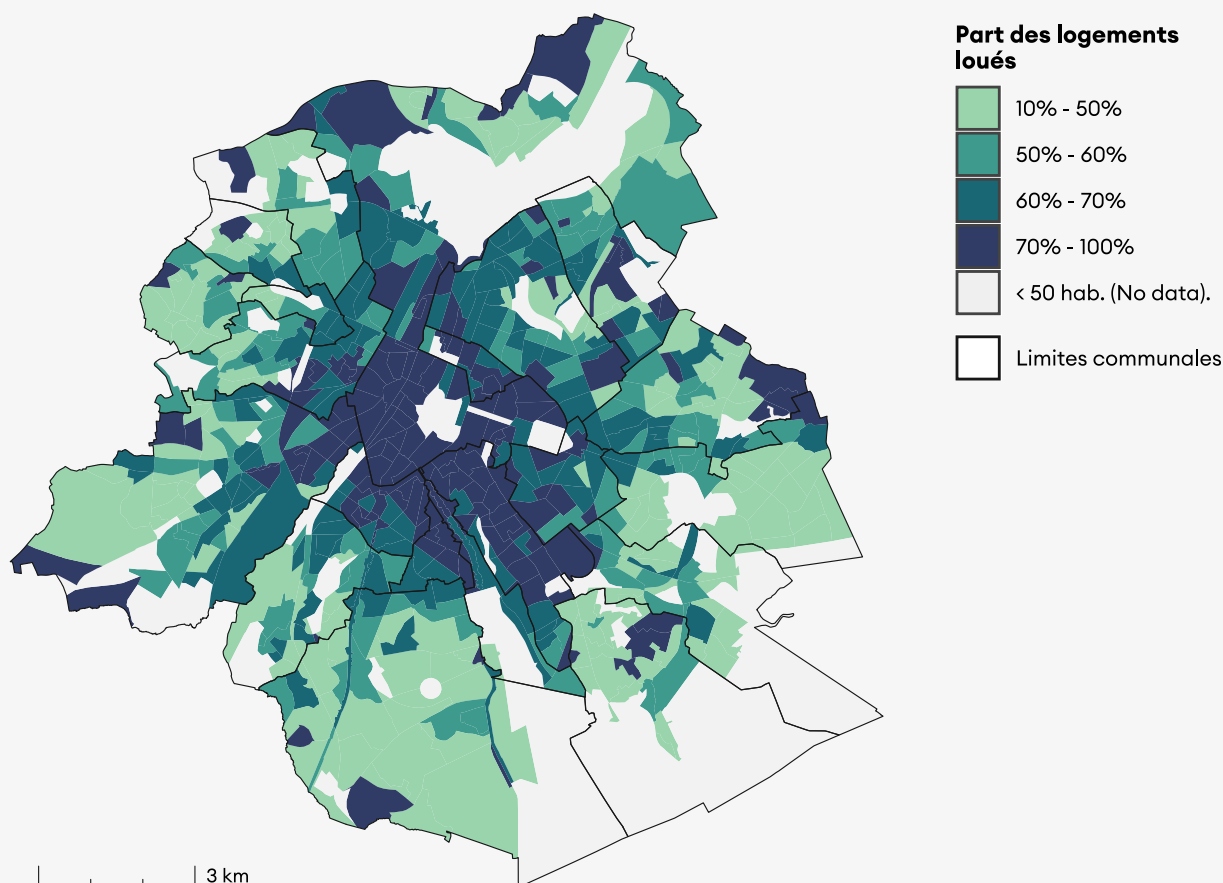 Part des logements
loués
10% - 50%
50% - 60%
60% - 70%
70% - 100%
< 50 hab. (No data).
Limites communales
3 km